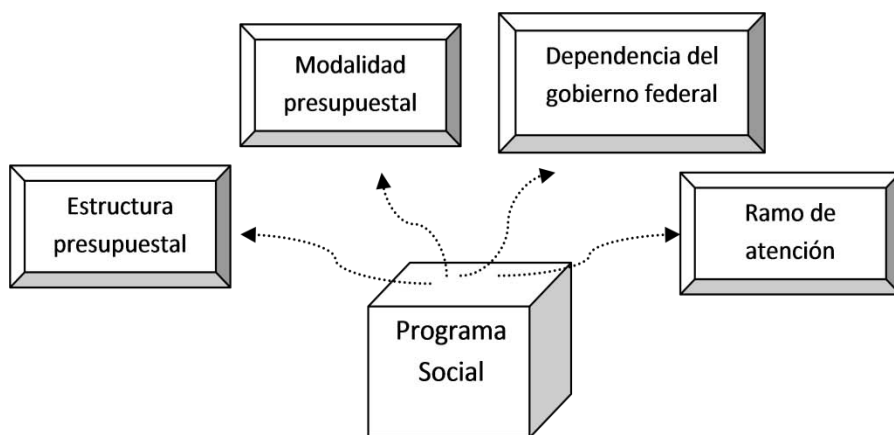 Modalidad
presupuestal
Dependencia del
gobierno federal
Estructura
presupuestal
Ramo de
atención
Programa
Social